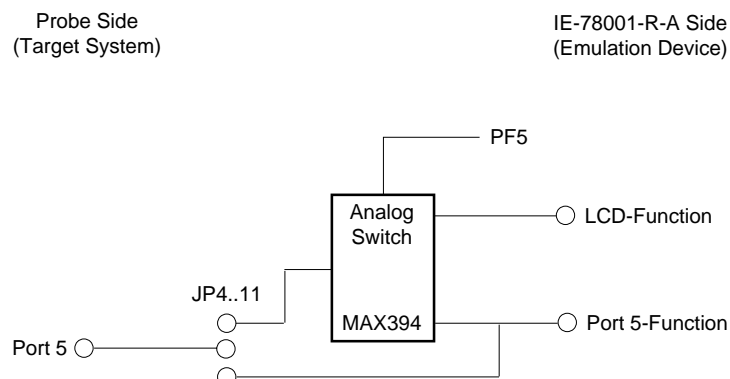 Probe Side
(Target System)
IE-78001-R-A Side
(Emulation Device)
PF5
Analog
Switch
LCD-Function
JP4..11
MAX394
Port 5-Function
Port 5